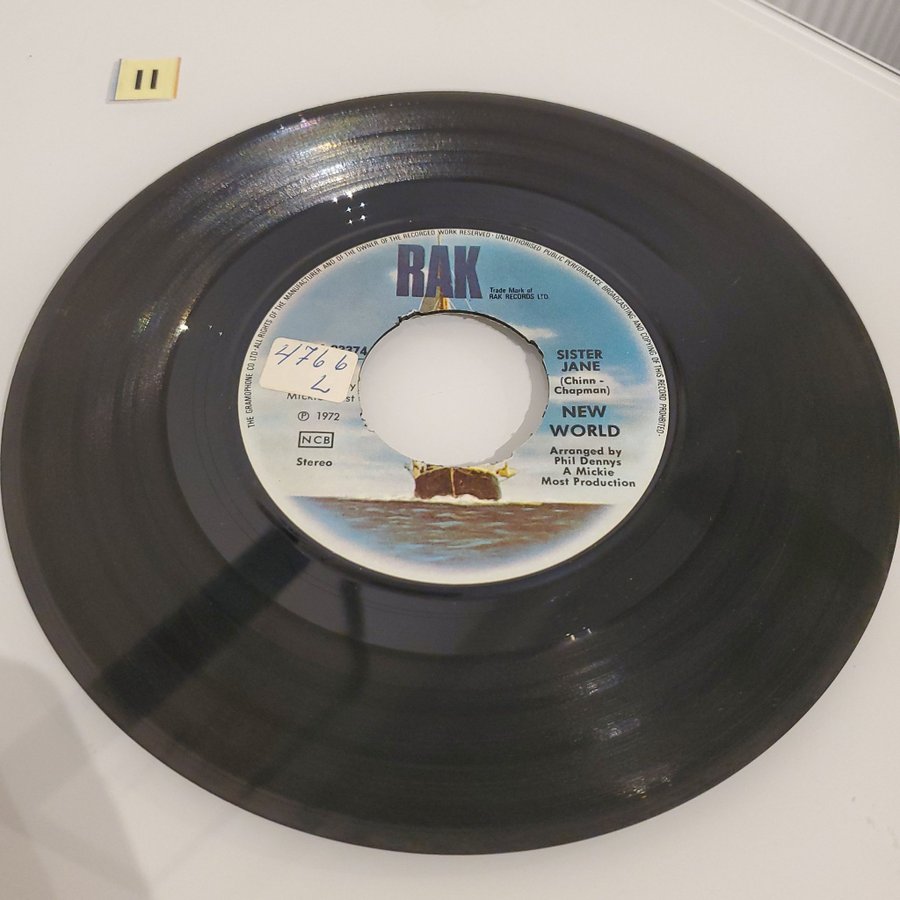 11
THE GRAMOPHONE CO LTD · ALL RIGHTS OF THE MANUFACTURER AND OF THE OWNER OF THE RECORDED WORK RESERVED · UNAUTHORISED PUBLIC PERFORMANCE BROADCASTING AND COPYING OF THIS RECORD PROHIBITED ·
RAK
Trade Mark of
RAK RECORDS LTD.
4766
L
℗ 1972
NCB
Stereo
SISTER
JANE
(Chinn -
Chapman)
NEW
WORLD
Arranged by
Phil Dennys
A Mickie
Most Production